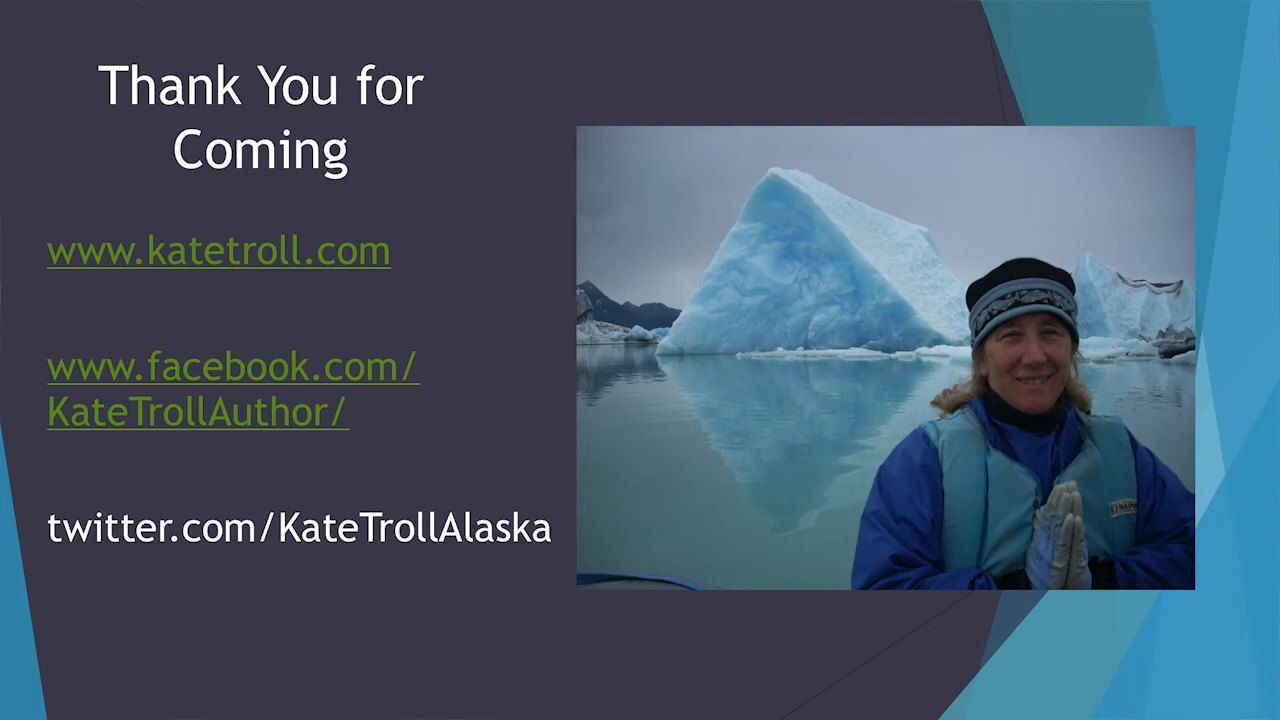 Thank You for
Coming
www.katetroll.com
www.facebook.com/
KateTrollAuthor/
twitter.com/KateTrollAlaska